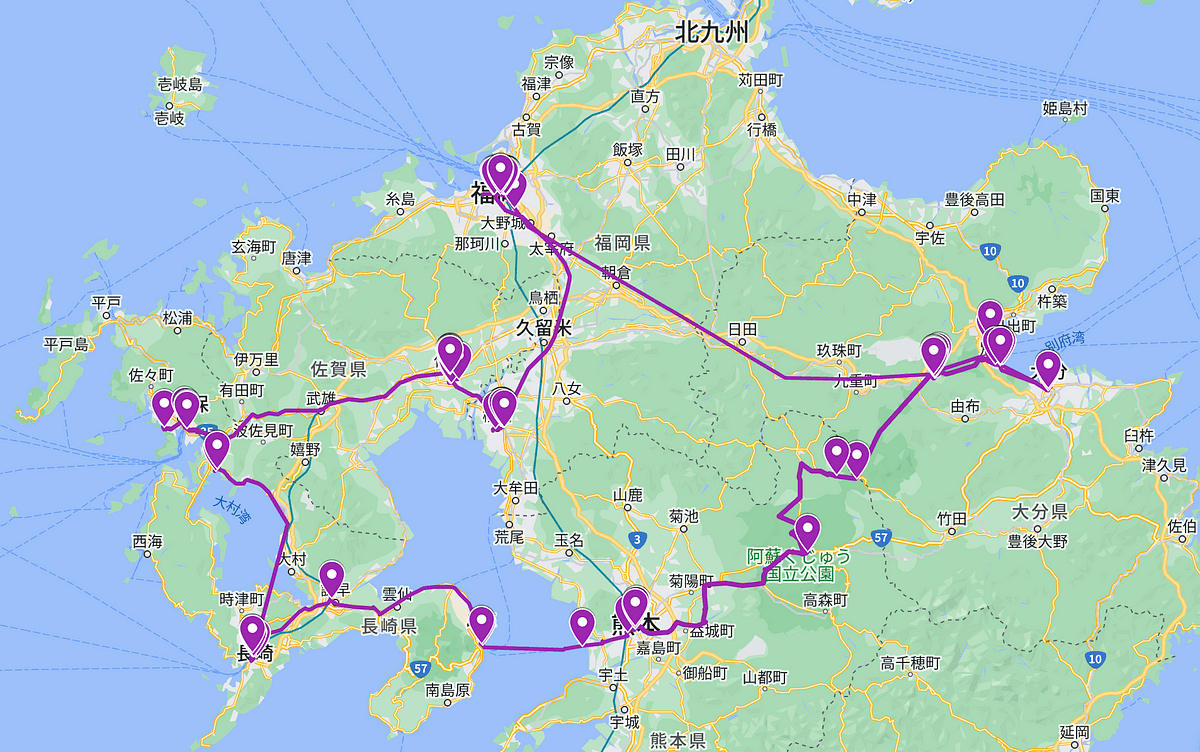 北九州
宗像
壱岐島
福津
苅田町
直方
姫島村
壱岐
古賀
行橋
飯塚
田川
糸島
中津
豊後高田
国東
大野城
宇佐
那珂川
太宰府
福岡県
玄海町
10
唐津
朝倉
10
平戸
鳥栖
杵築
松浦
久留米
日田
出町
別府湾
平戸島
玖珠町
伊万里
佐賀県
佐々町
九重町
有田町
八女
武雄
由布
波佐見町
臼杵
嬉野
津久見
大牟田
山鹿
大村湾
菊池
竹田
大分県
佐伯
西海
荒尾
玉名
3
57
豊後大野
阿蘇くじゅう
国立公園
大村
菊陽町
時津町
雲仙
高森町
長崎県
熊本
益城町
長崎
嘉島町
57
宇土
御船町
山都町
高千穂町
10
南島原
宇城
熊本県
延岡